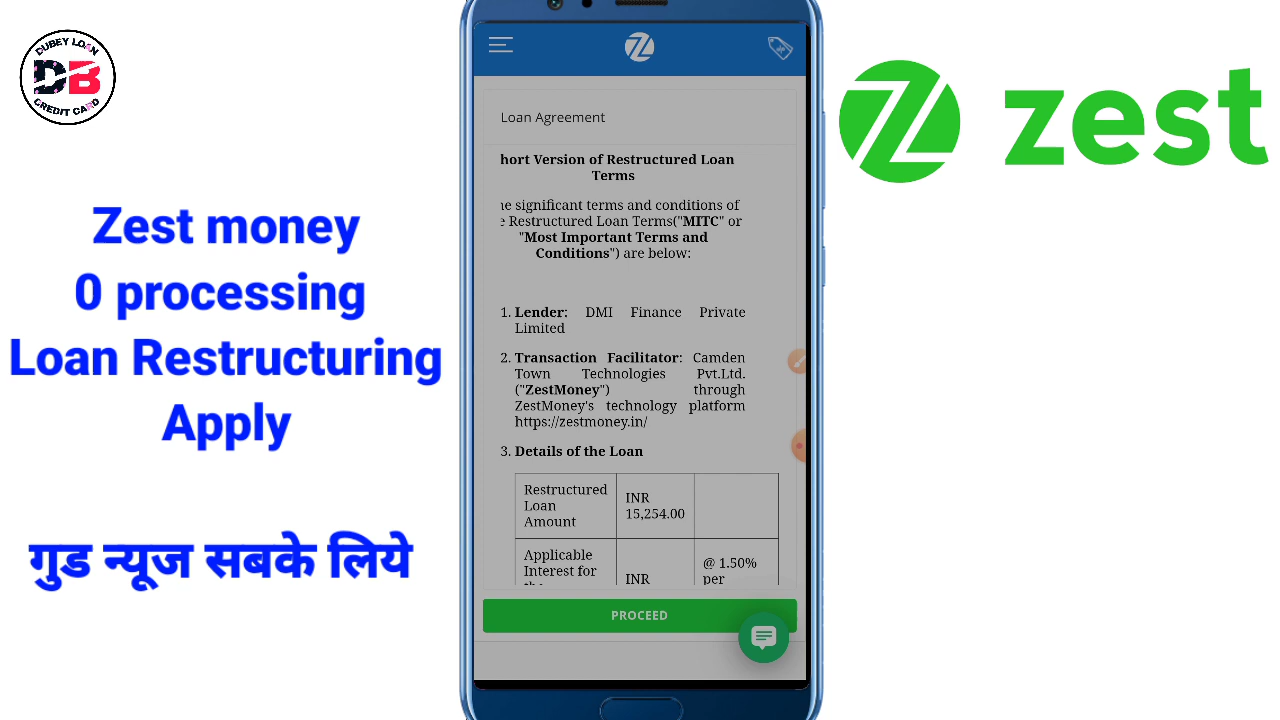 DUBEY LOAN
DB
CREDIT CARD
Zest money
0 processing
Loan Restructuring
Apply
गुड न्यूज सबके लिये
Loan Agreement
hort Version of Restructured Loan
Terms
ne significant terms and conditions of
e Restructured Loan Terms("MITC" or
"Most Important Terms and
Conditions") are below:
1. Lender: DMI Finance Private
Limited
2. Transaction Facilitator: Camden
Town Technologies Pvt.Ltd.
("ZestMoney") through
ZestMoney's technology platform
https://zestmoney.in/
3. Details of the Loan
Restructured
Loan
Amount
INR
15,254.00
Applicable
Interest for
INR
@ 1.50%
per
PROCEED
zest